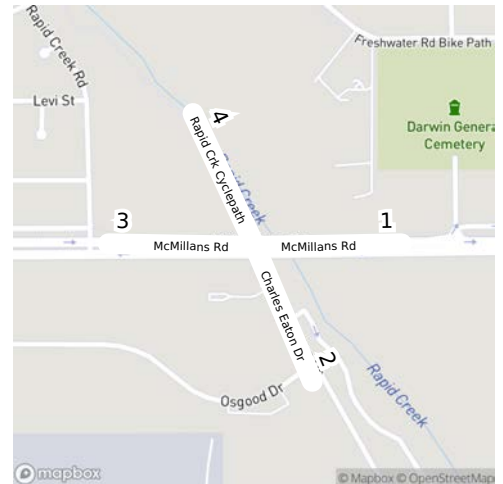 Rapid Creek Rd
Freshwater Rd Bike Path
Levi St
4
Darwin Genera
Cemetery
Rapid Crk Cyclepath
Rapid Creek
3
1
McMillans Rd
McMillans Rd
Charles Eaton Dr
2
Osgood Dr
Rapid Creek
mapbox
© Mapbox © OpenStreetMap